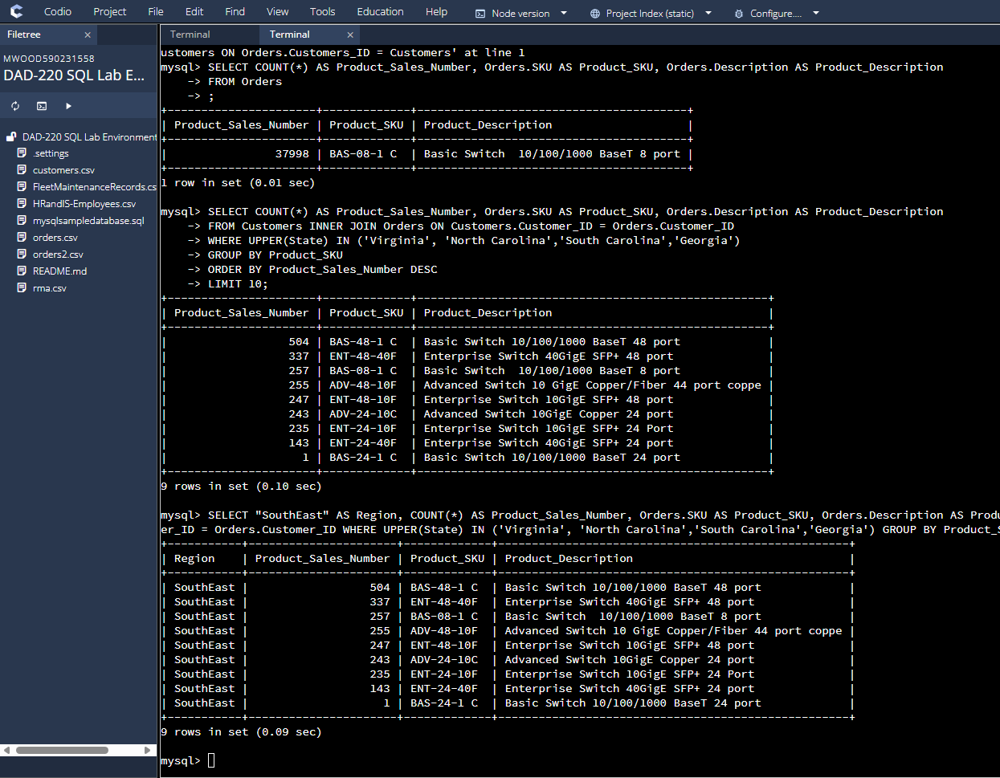 Codio Project File Edit Find View Tools Education Help Node version Project Index (static) Configure....
Filetree × Terminal Terminal ×
MWOOD590231558
DAD-220 SQL Lab E...
DAD-220 SQL Lab Environment
.settings
customers.csv
FleetMaintenanceRecords.cs
HRandIS-Employees.csv
mysqlsampledatabase.sql
orders.csv
orders2.csv
README.md
rma.csv
ustomers ON Orders.Customers_ID = Customers' at line 1
mysql> SELECT COUNT(*) AS Product_Sales_Number, Orders.SKU AS Product_SKU, Orders.Description AS Product_Description
    -> FROM Orders
    -> ;
+----------------------+-------------+----------------------------------------+
| Product_Sales_Number | Product_SKU | Product_Description                    |
+----------------------+-------------+----------------------------------------+
|                37998 | BAS-08-1 C  | Basic Switch  10/100/1000 BaseT 8 port |
+----------------------+-------------+----------------------------------------+
1 row in set (0.01 sec)
mysql> SELECT COUNT(*) AS Product_Sales_Number, Orders.SKU AS Product_SKU, Orders.Description AS Product_Description
    -> FROM Customers INNER JOIN Orders ON Customers.Customer_ID = Orders.Customer_ID
    -> WHERE UPPER(State) IN ('Virginia', 'North Carolina','South Carolina','Georgia')
    -> GROUP BY Product_SKU
    -> ORDER BY Product_Sales_Number DESC
    -> LIMIT 10;
+----------------------+-------------+----------------------------------------------------+
| Product_Sales_Number | Product_SKU | Product_Description                                |
+----------------------+-------------+----------------------------------------------------+
|                  504 | BAS-48-1 C  | Basic Switch 10/100/1000 BaseT 48 port             |
|                  337 | ENT-48-40F  | Enterprise Switch 40GigE SFP+ 48 port              |
|                  257 | BAS-08-1 C  | Basic Switch  10/100/1000 BaseT 8 port             |
|                  255 | ADV-48-10F  | Advanced Switch 10 GigE Copper/Fiber 44 port coppe |
|                  247 | ENT-48-10F  | Enterprise Switch 10GigE SFP+ 48 port              |
|                  243 | ADV-24-10C  | Advanced Switch 10GigE Copper 24 port              |
|                  235 | ENT-24-10F  | Enterprise Switch 10GigE SFP+ 24 Port              |
|                  143 | ENT-24-40F  | Enterprise Switch 40GigE SFP+ 24 port              |
|                    1 | BAS-24-1 C  | Basic Switch 10/100/1000 BaseT 24 port             |
+----------------------+-------------+----------------------------------------------------+
9 rows in set (0.10 sec)
mysql> SELECT "SouthEast" AS Region, COUNT(*) AS Product_Sales_Number, Orders.SKU AS Product_SKU, Orders.Description AS Produ
er_ID = Orders.Customer_ID WHERE UPPER(State) IN ('Virginia', 'North Carolina','South Carolina','Georgia') GROUP BY Product_S
+-----------+----------------------+-------------+----------------------------------------------------+
| Region    | Product_Sales_Number | Product_SKU | Product_Description                                |
+-----------+----------------------+-------------+----------------------------------------------------+
| SouthEast |                  504 | BAS-48-1 C  | Basic Switch 10/100/1000 BaseT 48 port             |
| SouthEast |                  337 | ENT-48-40F  | Enterprise Switch 40GigE SFP+ 48 port              |
| SouthEast |                  257 | BAS-08-1 C  | Basic Switch  10/100/1000 BaseT 8 port             |
| SouthEast |                  255 | ADV-48-10F  | Advanced Switch 10 GigE Copper/Fiber 44 port coppe |
| SouthEast |                  247 | ENT-48-10F  | Enterprise Switch 10GigE SFP+ 48 port              |
| SouthEast |                  243 | ADV-24-10C  | Advanced Switch 10GigE Copper 24 port              |
| SouthEast |                  235 | ENT-24-10F  | Enterprise Switch 10GigE SFP+ 24 Port              |
| SouthEast |                  143 | ENT-24-40F  | Enterprise Switch 40GigE SFP+ 24 port              |
| SouthEast |                    1 | BAS-24-1 C  | Basic Switch 10/100/1000 BaseT 24 port             |
+-----------+----------------------+-------------+----------------------------------------------------+
9 rows in set (0.09 sec)
mysql>